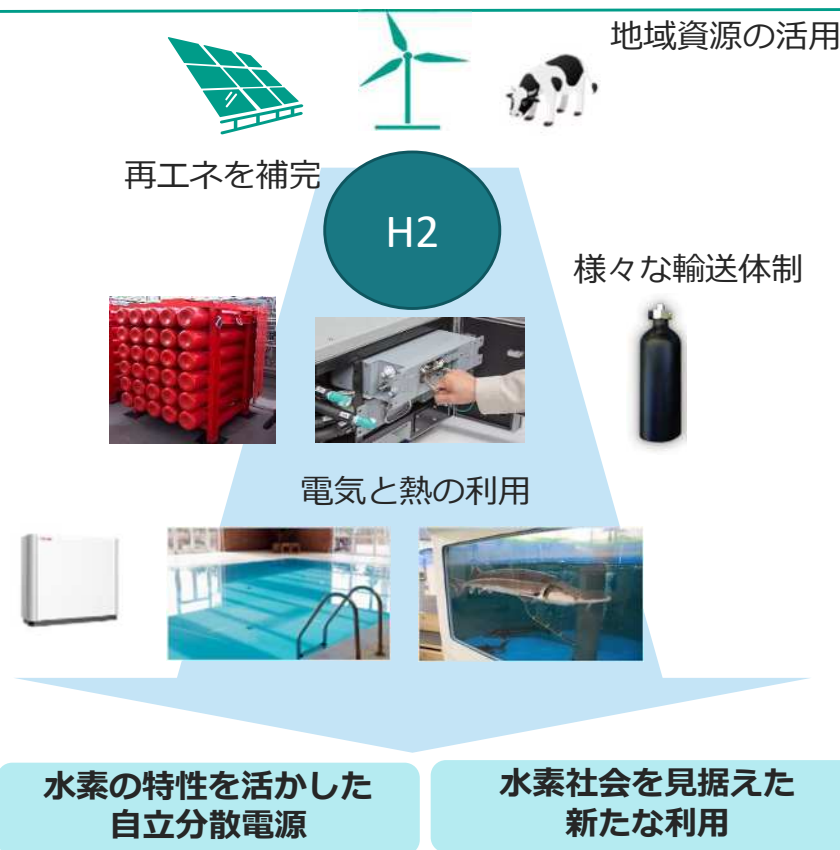 地域資源の活用
再エネを補完
H2
様々な輸送体制
電気と熱の利用
水素の特性を活かした
自立分散電源
水素社会を見据えた
新たな利用